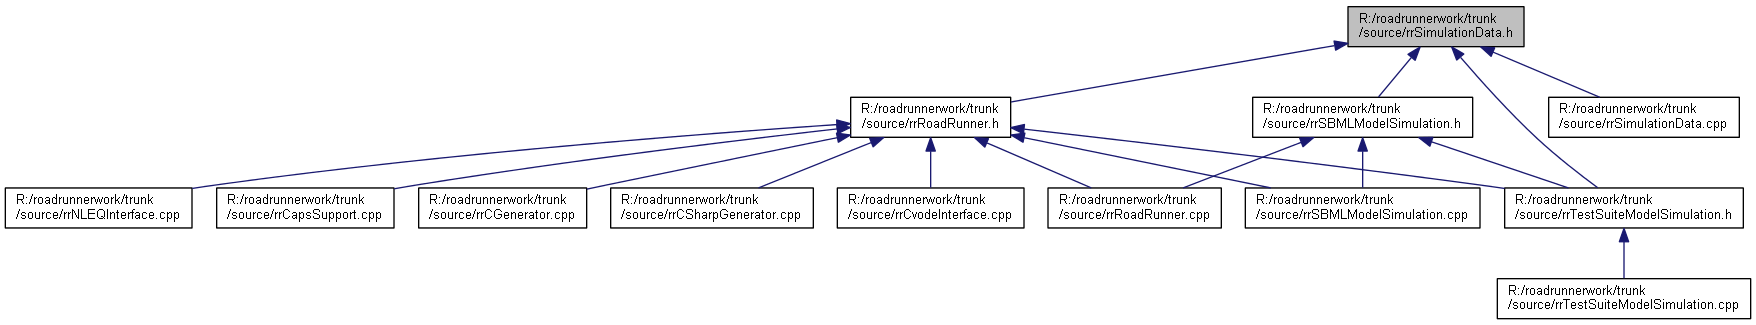 R:/roadrunnerwork/trunk
/source/rrSimulationData.h
R:/roadrunnerwork/trunk
/source/rrRoadRunner.h
R:/roadrunnerwork/trunk
/source/rrSBMLModelSimulation.h
R:/roadrunnerwork/trunk
/source/rrSimulationData.cpp
R:/roadrunnerwork/trunk
/source/rrNLEQInterface.cpp
R:/roadrunnerwork/trunk
/source/rrCapsSupport.cpp
R:/roadrunnerwork/trunk
/source/rrCGenerator.cpp
R:/roadrunnerwork/trunk
/source/rrCSharpGenerator.cpp
R:/roadrunnerwork/trunk
/source/rrCvodeInterface.cpp
R:/roadrunnerwork/trunk
/source/rrRoadRunner.cpp
R:/roadrunnerwork/trunk
/source/rrSBMLModelSimulation.cpp
R:/roadrunnerwork/trunk
/source/rrTestSuiteModelSimulation.h
R:/roadrunnerwork/trunk
/source/rrTestSuiteModelSimulation.cpp